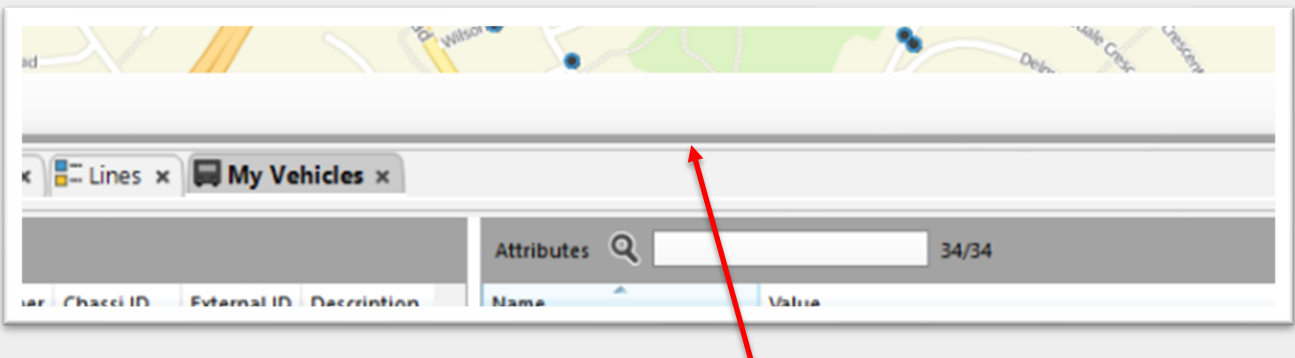 Wilson
Lines x
My Vehicles x
Attributes
34/34
Chassi ID
External ID
Description
Name
Value